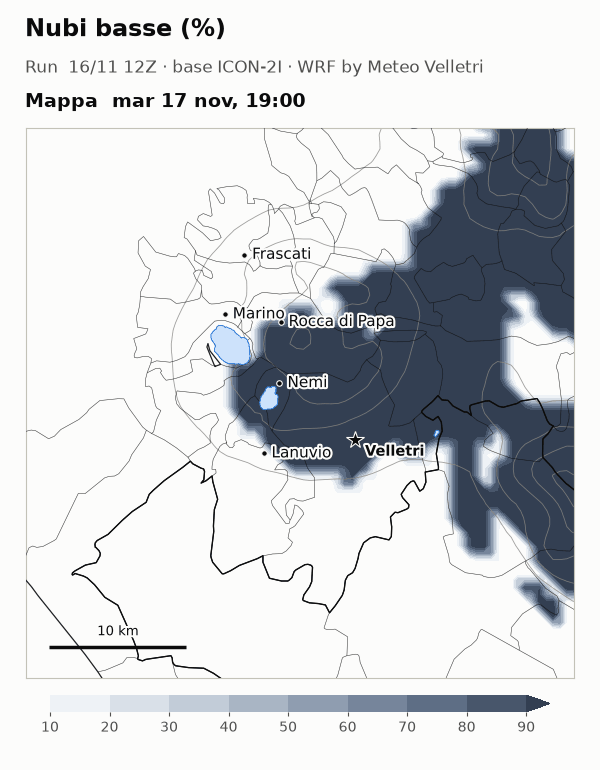 Nubi basse (%)
Run  16/11 12Z · base ICON-2I · WRF by Meteo Velletri
Mappa  mar 17 nov, 19:00
Frascati
Marino
Rocca di Papa
Nemi
Velletri
Lanuvio
10 km
10 20 30 40 50 60 70 80 90